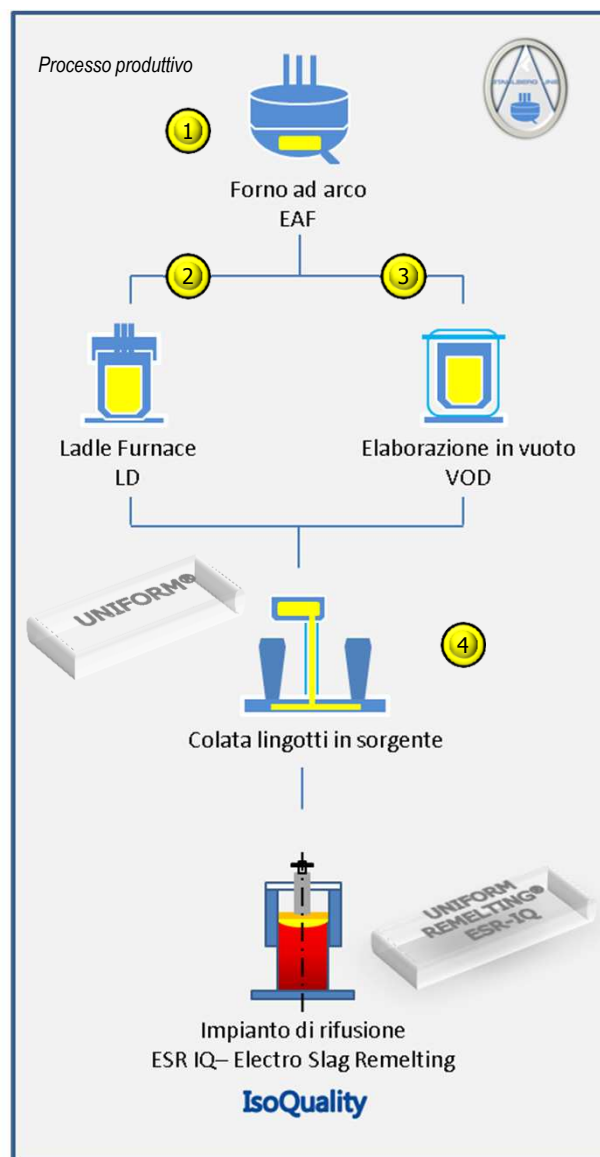 Processo produttivo
1
Forno ad arco
EAF
2
3
Ladle Furnace
LD
Elaborazione in vuoto
VOD
UNIFORM®
4
Colata lingotti in sorgente
UNIFORM
REMELTING®
ESR-IQ
Impianto di rifusione
ESR IQ– Electro Slag Remelting
IsoQuality